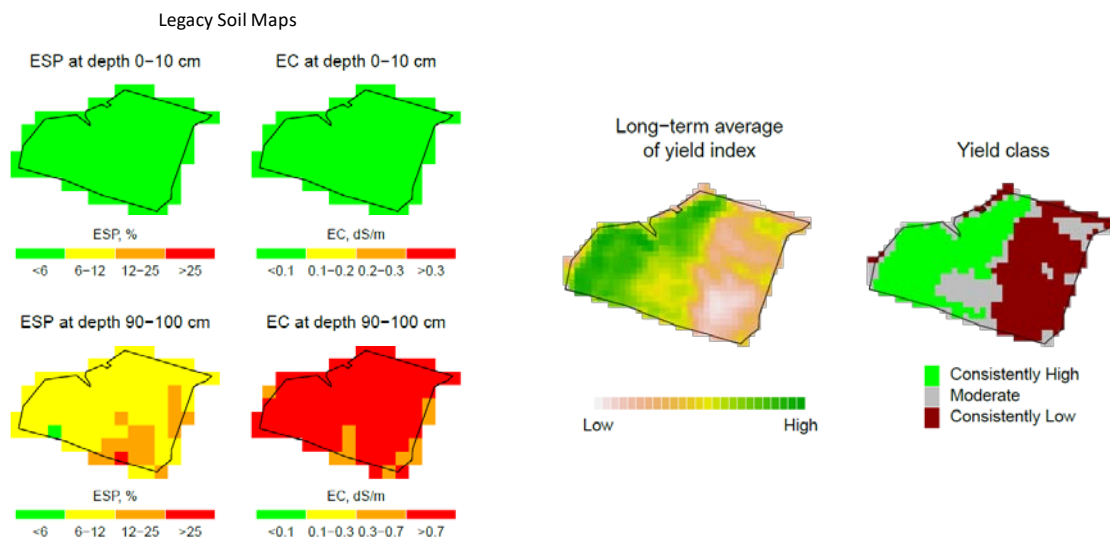 Legacy Soil Maps
ESP at depth 0−10 cm
EC at depth 0−10 cm
ESP, %
<6 6−12 12−25 >25
EC, dS/m
<0.1 0.1−0.2 0.2−0.3 >0.3
ESP at depth 90−100 cm
EC at depth 90−100 cm
ESP, %
<6 6−12 12−25 >25
EC, dS/m
<0.1 0.1−0.3 0.3−0.7 >0.7
Long−term average
of yield index
Low High
Yield class
Consistently High
Moderate
Consistently Low